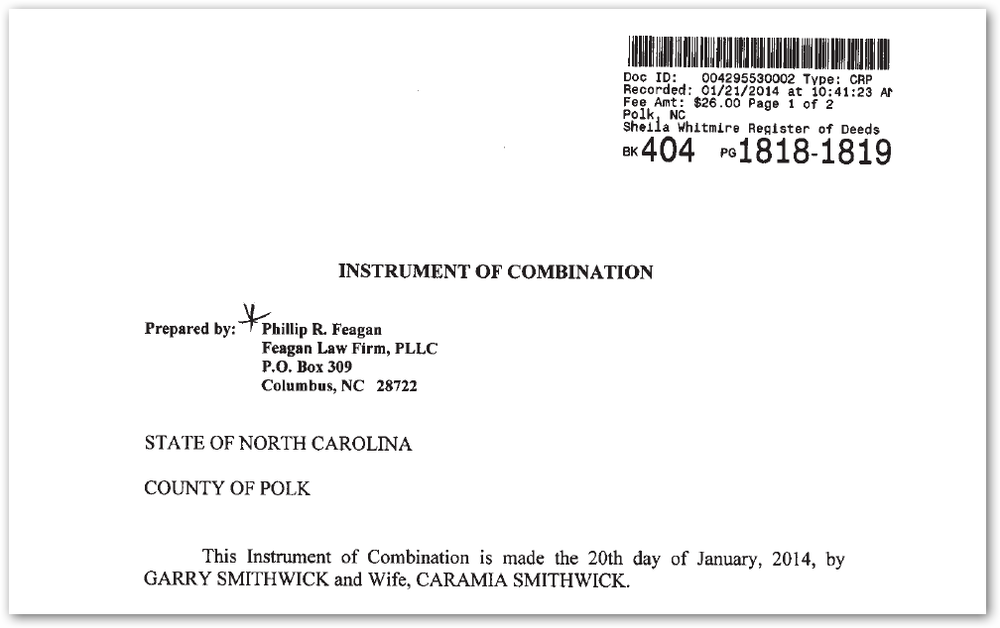 Doc ID: 004295530002 Type: CRP
Recorded: 01/21/2014 at 10:41:23 AM
Fee Amt: $26.00 Page 1 of 2
Polk, NC
Sheila Whitmire Register of Deeds
BK 404 PG 1818-1819
INSTRUMENT OF COMBINATION
Prepared by: Phillip R. Feagan
Feagan Law Firm, PLLC
P.O. Box 309
Columbus, NC 28722
STATE OF NORTH CAROLINA
COUNTY OF POLK
This Instrument of Combination is made the 20th day of January, 2014, by
GARRY SMITHWICK and Wife, CARAMIA SMITHWICK.